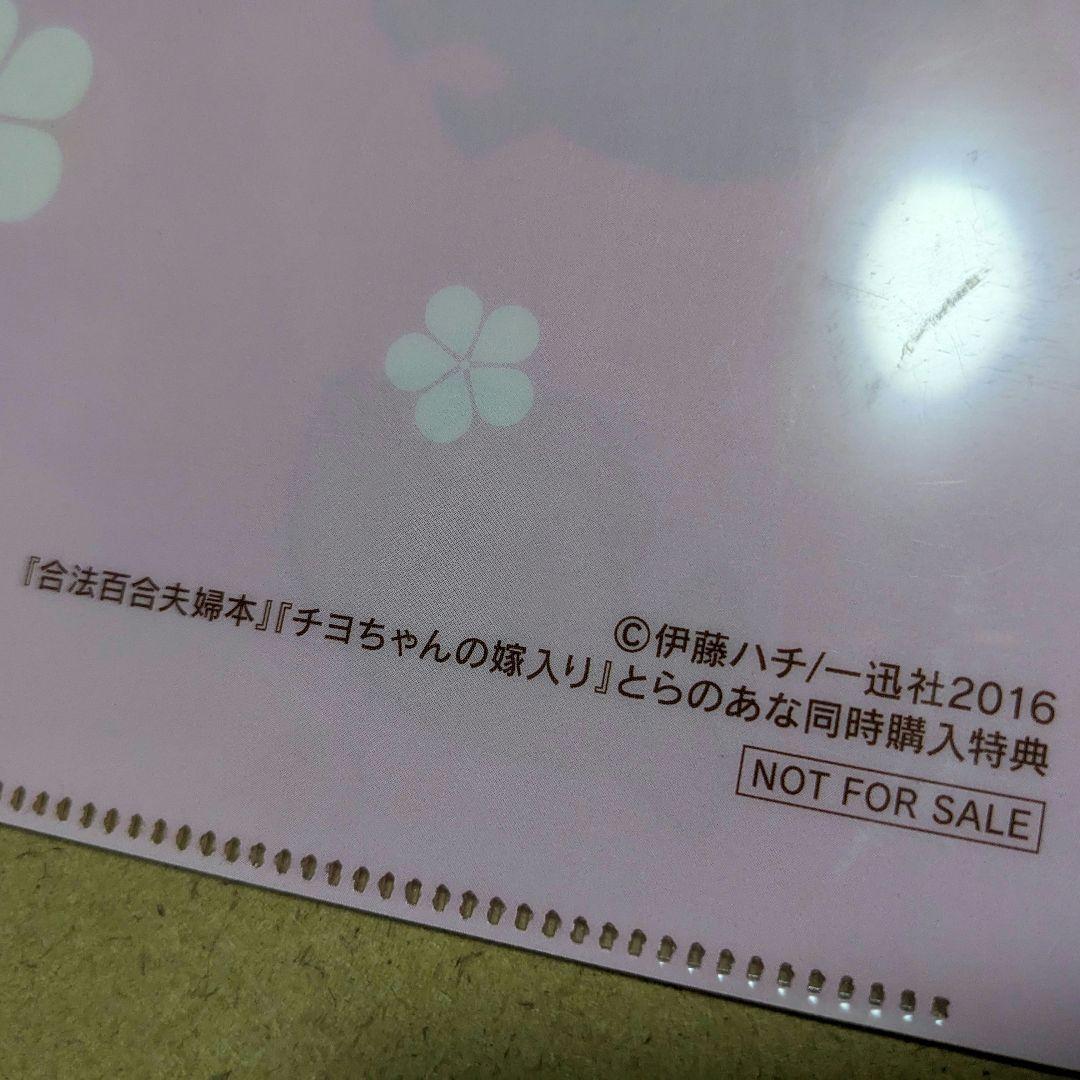 ©伊藤ハチ/一迅社2016
『合法百合夫婦本』『チヨちゃんの嫁入り』とらのあな同時購入特典
NOT FOR SALE